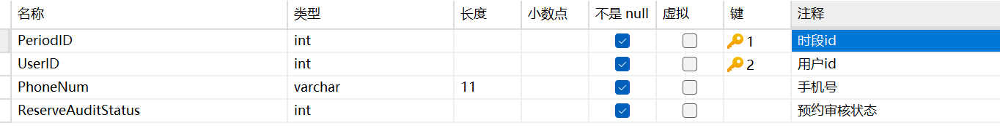 名称 类型 长度 小数点 不是 null 虚拟 键 注释
PeriodID int 1 时段id
UserID int 2 用户id
PhoneNum varchar 11 手机号
ReserveAuditStatus int 预约审核状态